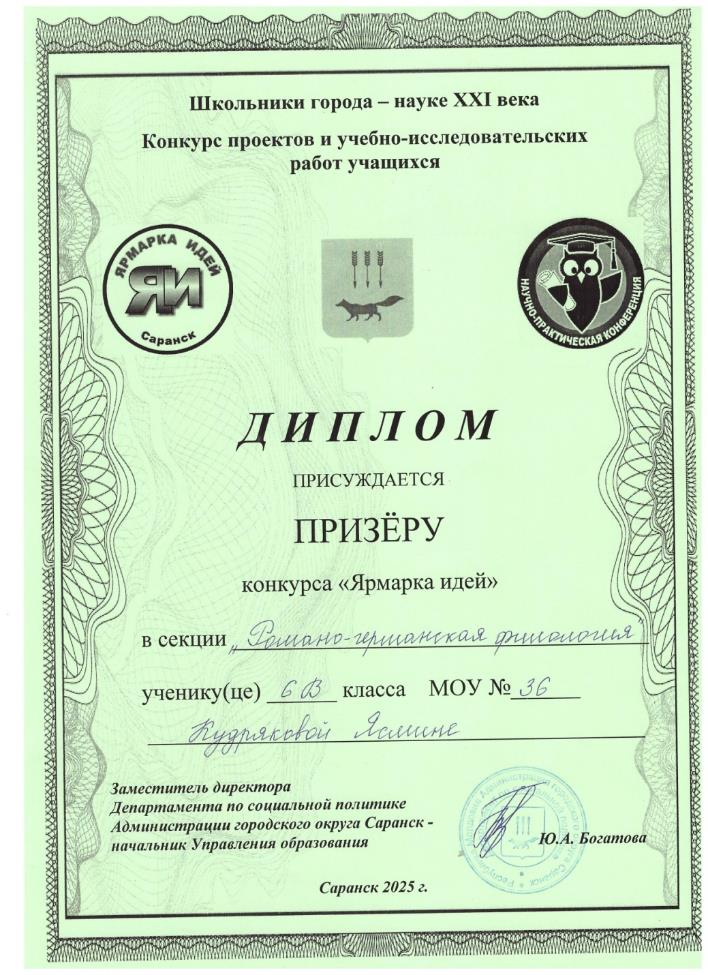 Школьники города – науке XXI века
Конкурс проектов и учебно-исследовательских
работ учащихся
ЯРМАРКА ИДЕЙ
ЯИ
Саранск
НАУЧНО-ПРАКТИЧЕСКАЯ КОНФЕРЕНЦИЯ
ДИПЛОМ
ПРИСУЖДАЕТСЯ
ПРИЗЁРУ
конкурса «Ярмарка идей»
в секции „Романо-германская филология"
ученику(це) 6 В класса МОУ № 36
Кудряковой Ясмине
Заместитель директора
Департамента по социальной политике
Администрации городского округа Саранск -
начальник Управления образования
Ю.А. Богатова
Саранск 2025 г.